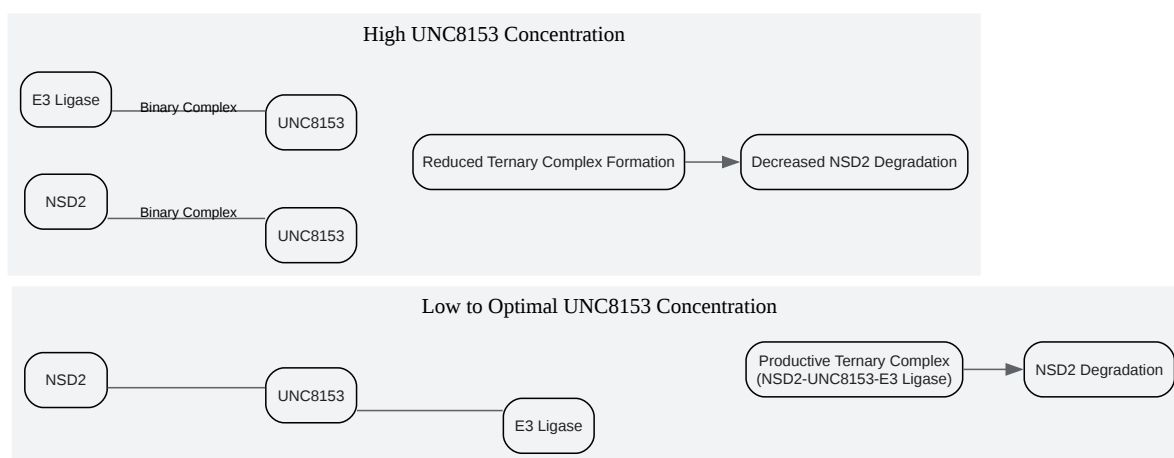 High UNC8153 Concentration
E3 Ligase
Binary Complex
UNC8153
Reduced Ternary Complex Formation
Decreased NSD2 Degradation
NSD2
Binary Complex
UNC8153
Low to Optimal UNC8153 Concentration
NSD2
UNC8153
E3 Ligase
Productive Ternary Complex
(NSD2-UNC8153-E3 Ligase)
NSD2 Degradation